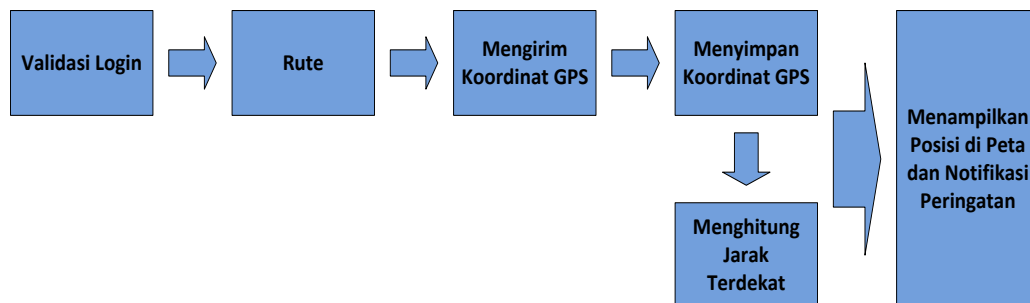 Validasi Login
Rute
Mengirim
Koordinat GPS
Menyimpan
Koordinat GPS
Menghitung
Jarak
Terdekat
Menampilkan
Posisi di Peta
dan Notifikasi
Peringatan